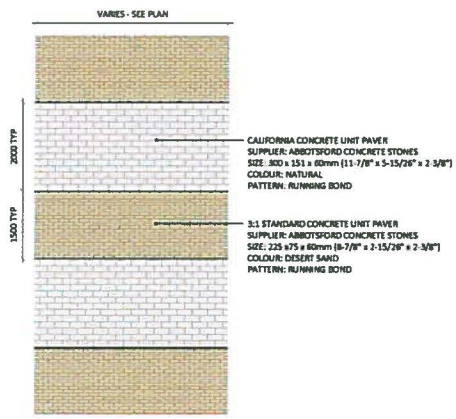 VARIES - SEE PLAN
2000 TYP
1500 TYP
CALIFORNIA CONCRETE UNIT PAVER
SUPPLIER: ABBOTSFORD CONCRETE STONES
SIZE: 300 x 151 x 60mm (11-7/8" x 5-15/26" x 2-3/8")
COLOUR: NATURAL
PATTERN: RUNNING BOND
3:1 STANDARD CONCRETE UNIT PAVER
SUPPLIER: ABBOTSFORD CONCRETE STONES
SIZE: 225 x75 x 60mm (8-7/8" x 2-15/26" x 2-3/8")
COLOUR: DESERT SAND
PATTERN: RUNNING BOND